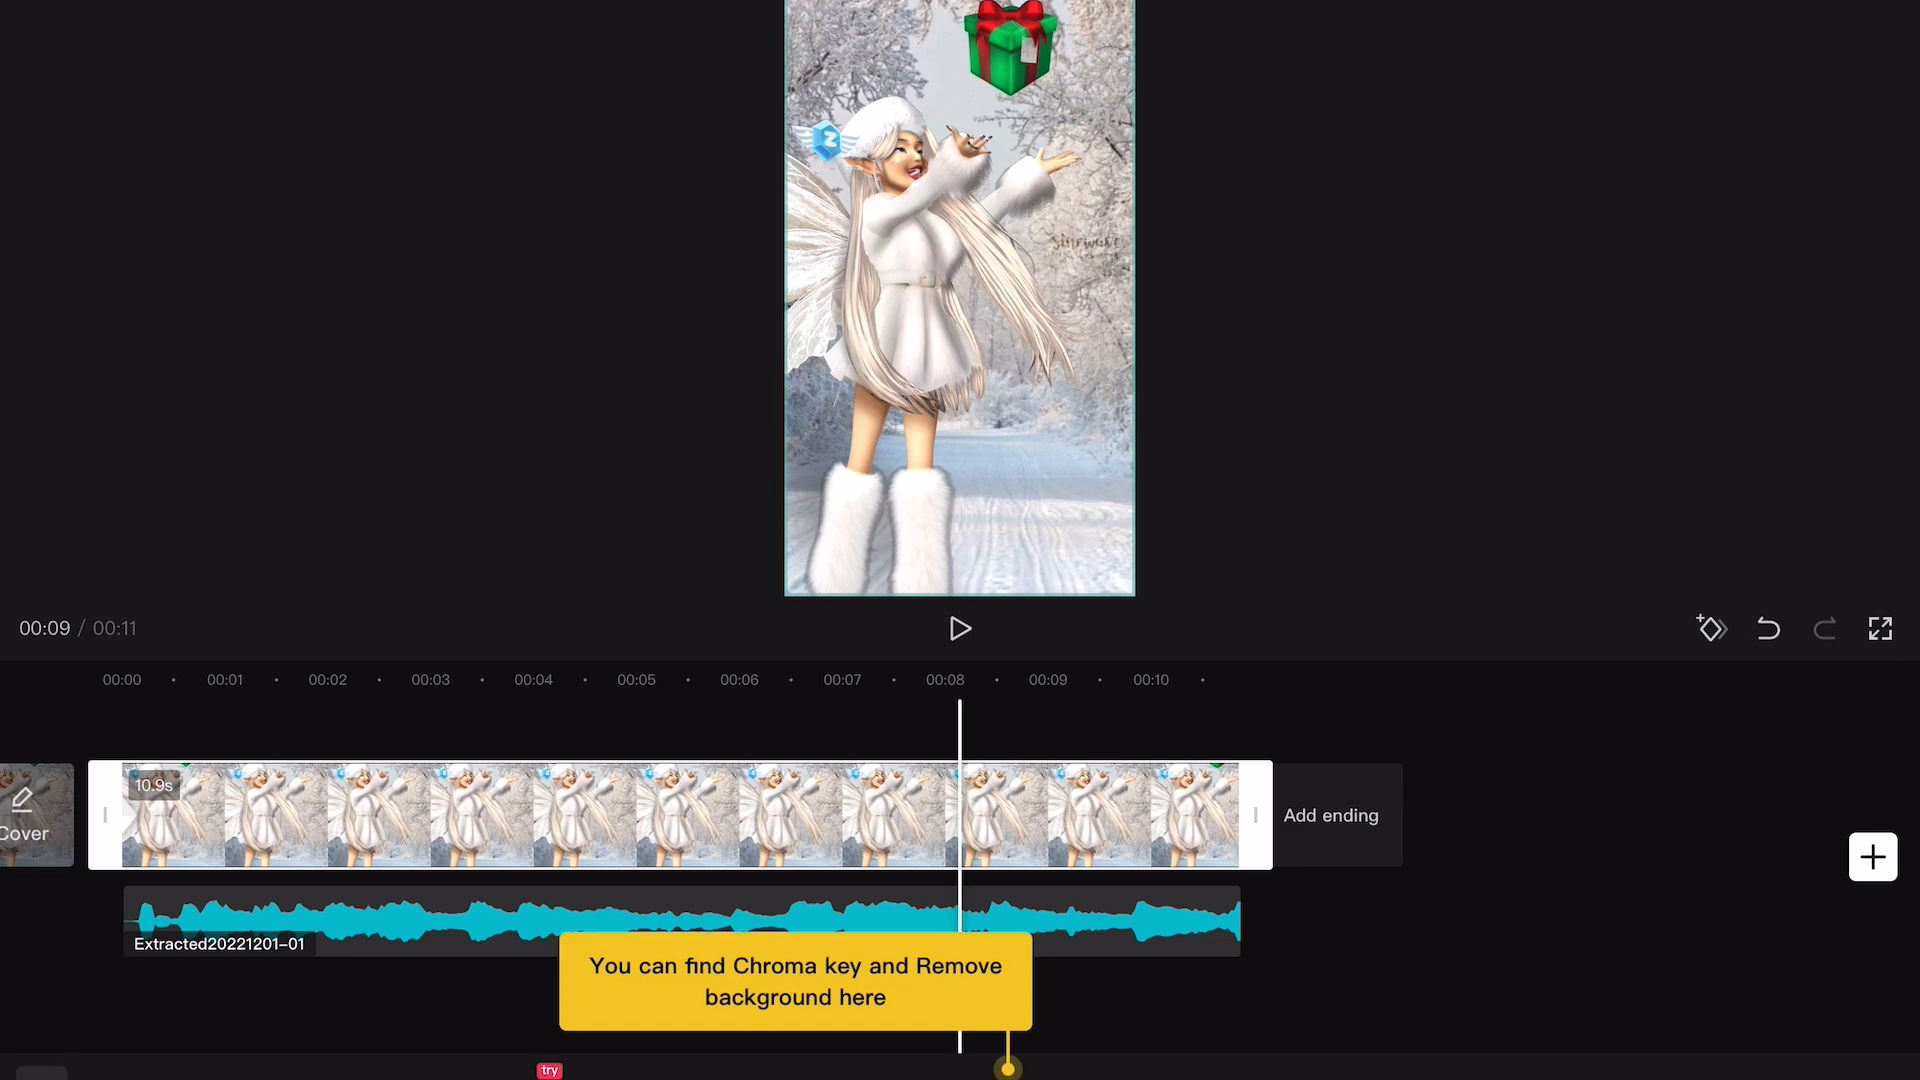 Z
00:09 / 00:11
00:00 00:01 00:02 00:03 00:04 00:05 00:06 00:07 00:08 00:09 00:10
10.9s
Cover
Add ending
Extracted20221201-01
You can find Chroma key and Remove
background here
try